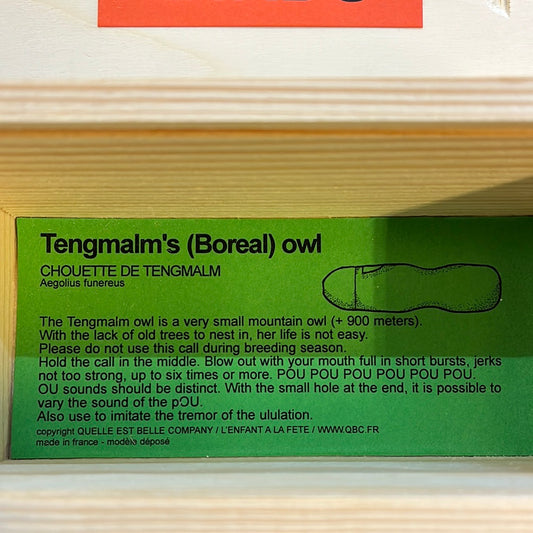 Tengmalm's (Boreal) owl
CHOUETTE DE TENGMALM
Aegolius funereus
The Tengmalm owl is a very small mountain owl (+ 900 meters).
With the lack of old trees to nest in, her life is not easy.
Please do not use this call during breeding season.
Hold the call in the middle. Blow out with your mouth full in short bursts, jerks
not too strong, up to six times or more. POU POU POU POU POU POU.
OU sounds should be distinct. With the small hole at the end, it is possible to
vary the sound of the pOU.
Also use to imitate the tremor of the ululation.
copyright QUELLE EST BELLE COMPANY / L'ENFANT A LA FETE / WWW.QBC.FR
made in france - modèle déposé